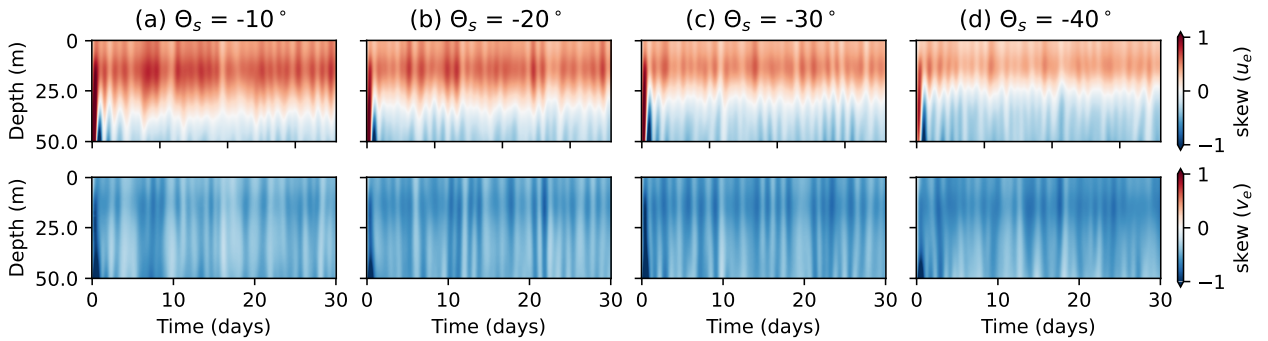 (a) Θs = -10° (b) Θs = -20° (c) Θs = -30° (d) Θs = -40°
Depth (m)
0
25.0
50.0
1
0
−1
skew (ue)
Depth (m)
0
25.0
50.0
1
0
−1
skew (ve)
0 10 20 30 0 10 20 30 0 10 20 30 0 10 20 30
Time (days) Time (days) Time (days) Time (days)